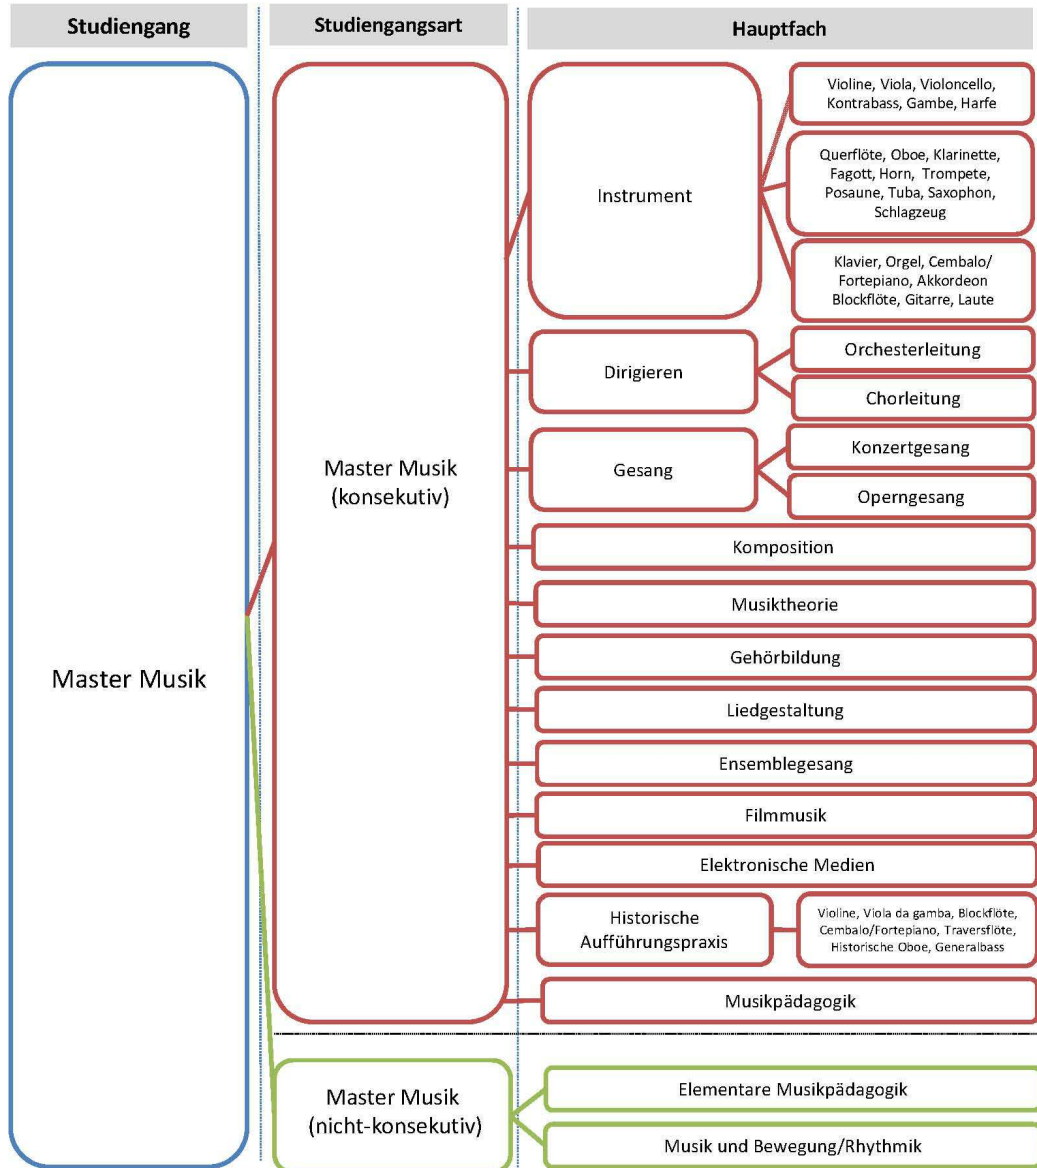 Studiengang
Studiengangsart
Hauptfach
Master Musik
Master Musik
(konsekutiv)
Instrument
Violine, Viola, Violoncello,
Kontrabass, Gambe, Harfe
Querflöte, Oboe, Klarinette,
Fagott, Horn, Trompete,
Posaune, Tuba, Saxophon,
Schlagzeug
Klavier, Orgel, Cembalo/
Fortepiano, Akkordeon
Blockflöte, Gitarre, Laute
Dirigieren
Orchesterleitung
Chorleitung
Gesang
Konzertgesang
Operngesang
Komposition
Musiktheorie
Gehörbildung
Liedgestaltung
Ensemblegesang
Filmmusik
Elektronische Medien
Historische
Aufführungspraxis
Violine, Viola da gamba, Blockflöte,
Cembalo/Fortepiano, Traversflöte,
Historische Oboe, Generalbass
Musikpädagogik
Master Musik
(nicht-konsekutiv)
Elementare Musikpädagogik
Musik und Bewegung/Rhythmik